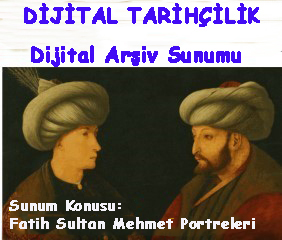 DİJİTAL TARİHÇİLİK
Dijital Arşiv Sunumu
Sunum Konusu:
Fatih Sultan Mehmet Portreleri